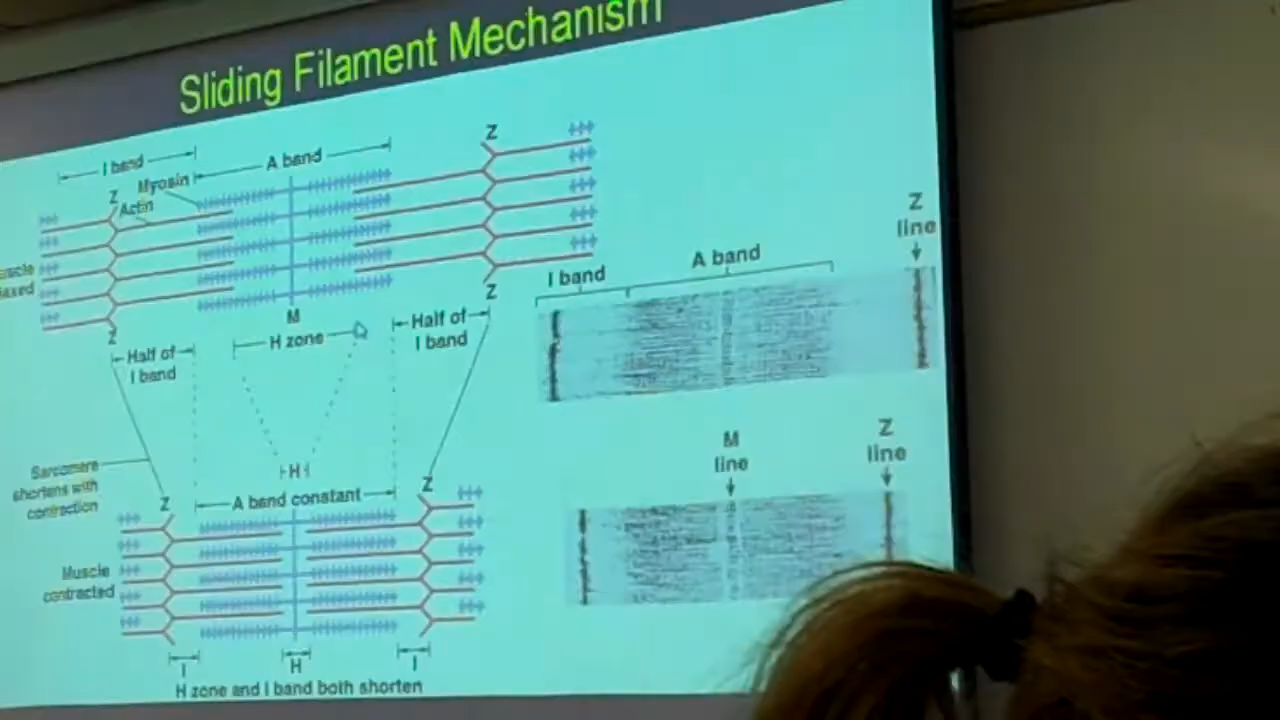 Sliding Filament Mechanism
I band
A band
Z
Myosin
Z
Actin
M
Z
Z
H zone
Half of
I band
Half of
I band
I band
A band
Z
line
Sarcomere
shortens with
contraction
H
A band constant
Z
Z
Muscle
contracted
M
line
Z
line
I
H
I
H zone and I band both shorten